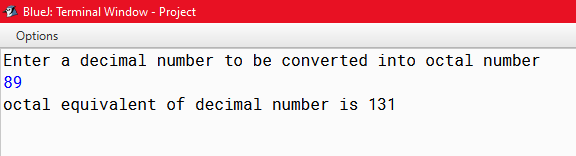 BlueJ: Terminal Window - Project
Options
Enter a decimal number to be converted into octal number
89
octal equivalent of decimal number is 131